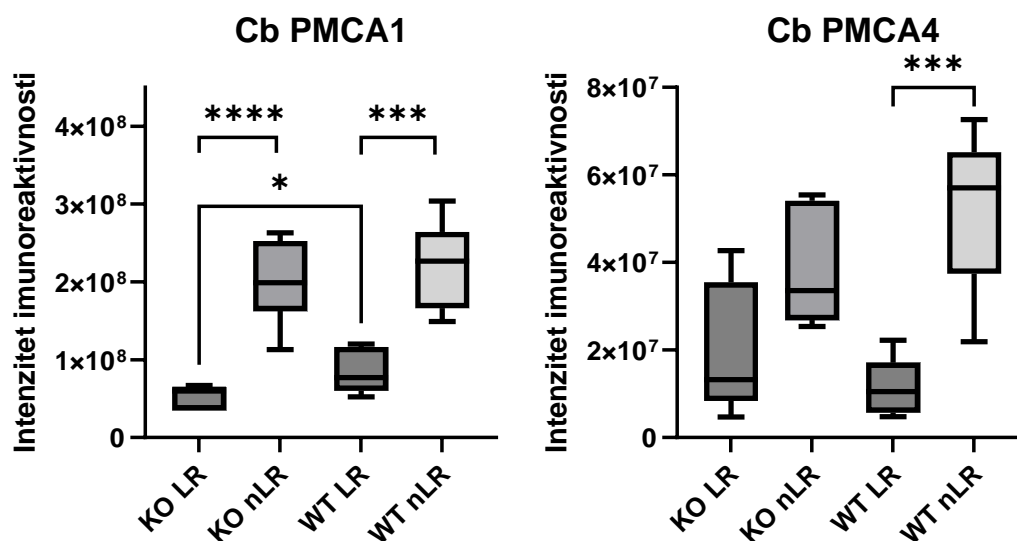 Cb PMCA1
Intenzitet imunoreaktivnosti
4×10⁸
3×10⁸
2×10⁸
1×10⁸
0
****
***
*
KO LR
KO nLR
WT LR
WT nLR
Cb PMCA4
Intenzitet imunoreaktivnosti
8×10⁷
6×10⁷
4×10⁷
2×10⁷
0
***
KO LR
KO nLR
WT LR
WT nLR